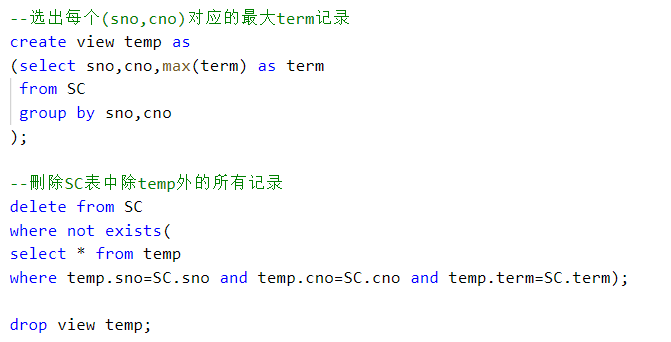 --选出每个(sno,cno)对应的最大term记录
create view temp as
(select sno,cno,max(term) as term
from SC
group by sno,cno
);
--刪除SC表中除temp外的所有记录
delete from SC
where not exists(
select * from temp
where temp.sno=SC.sno and temp.cno=SC.cno and temp.term=SC.term);
drop view temp;